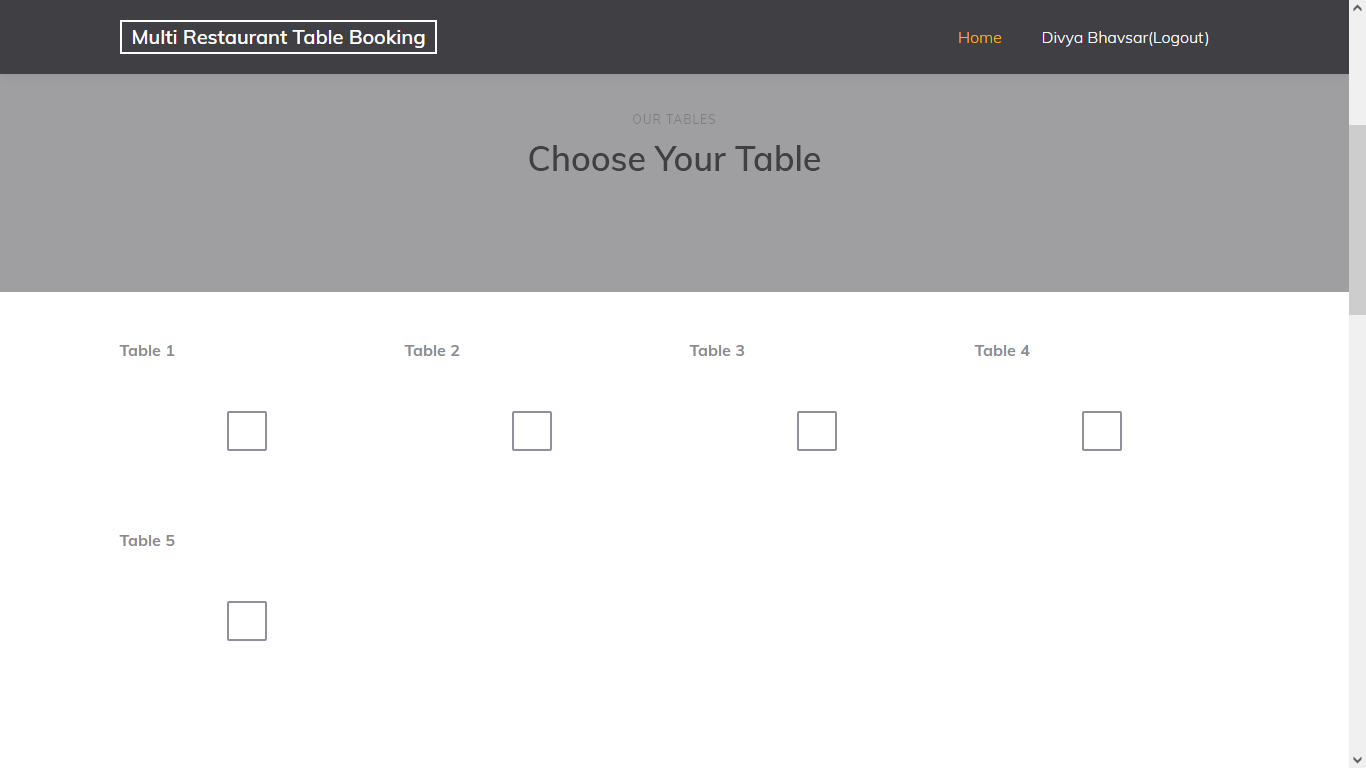 Multi Restaurant Table Booking
Home
Divya Bhavsar(Logout)
OUR TABLES
Choose Your Table
Table 1
Table 2
Table 3
Table 4
Table 5